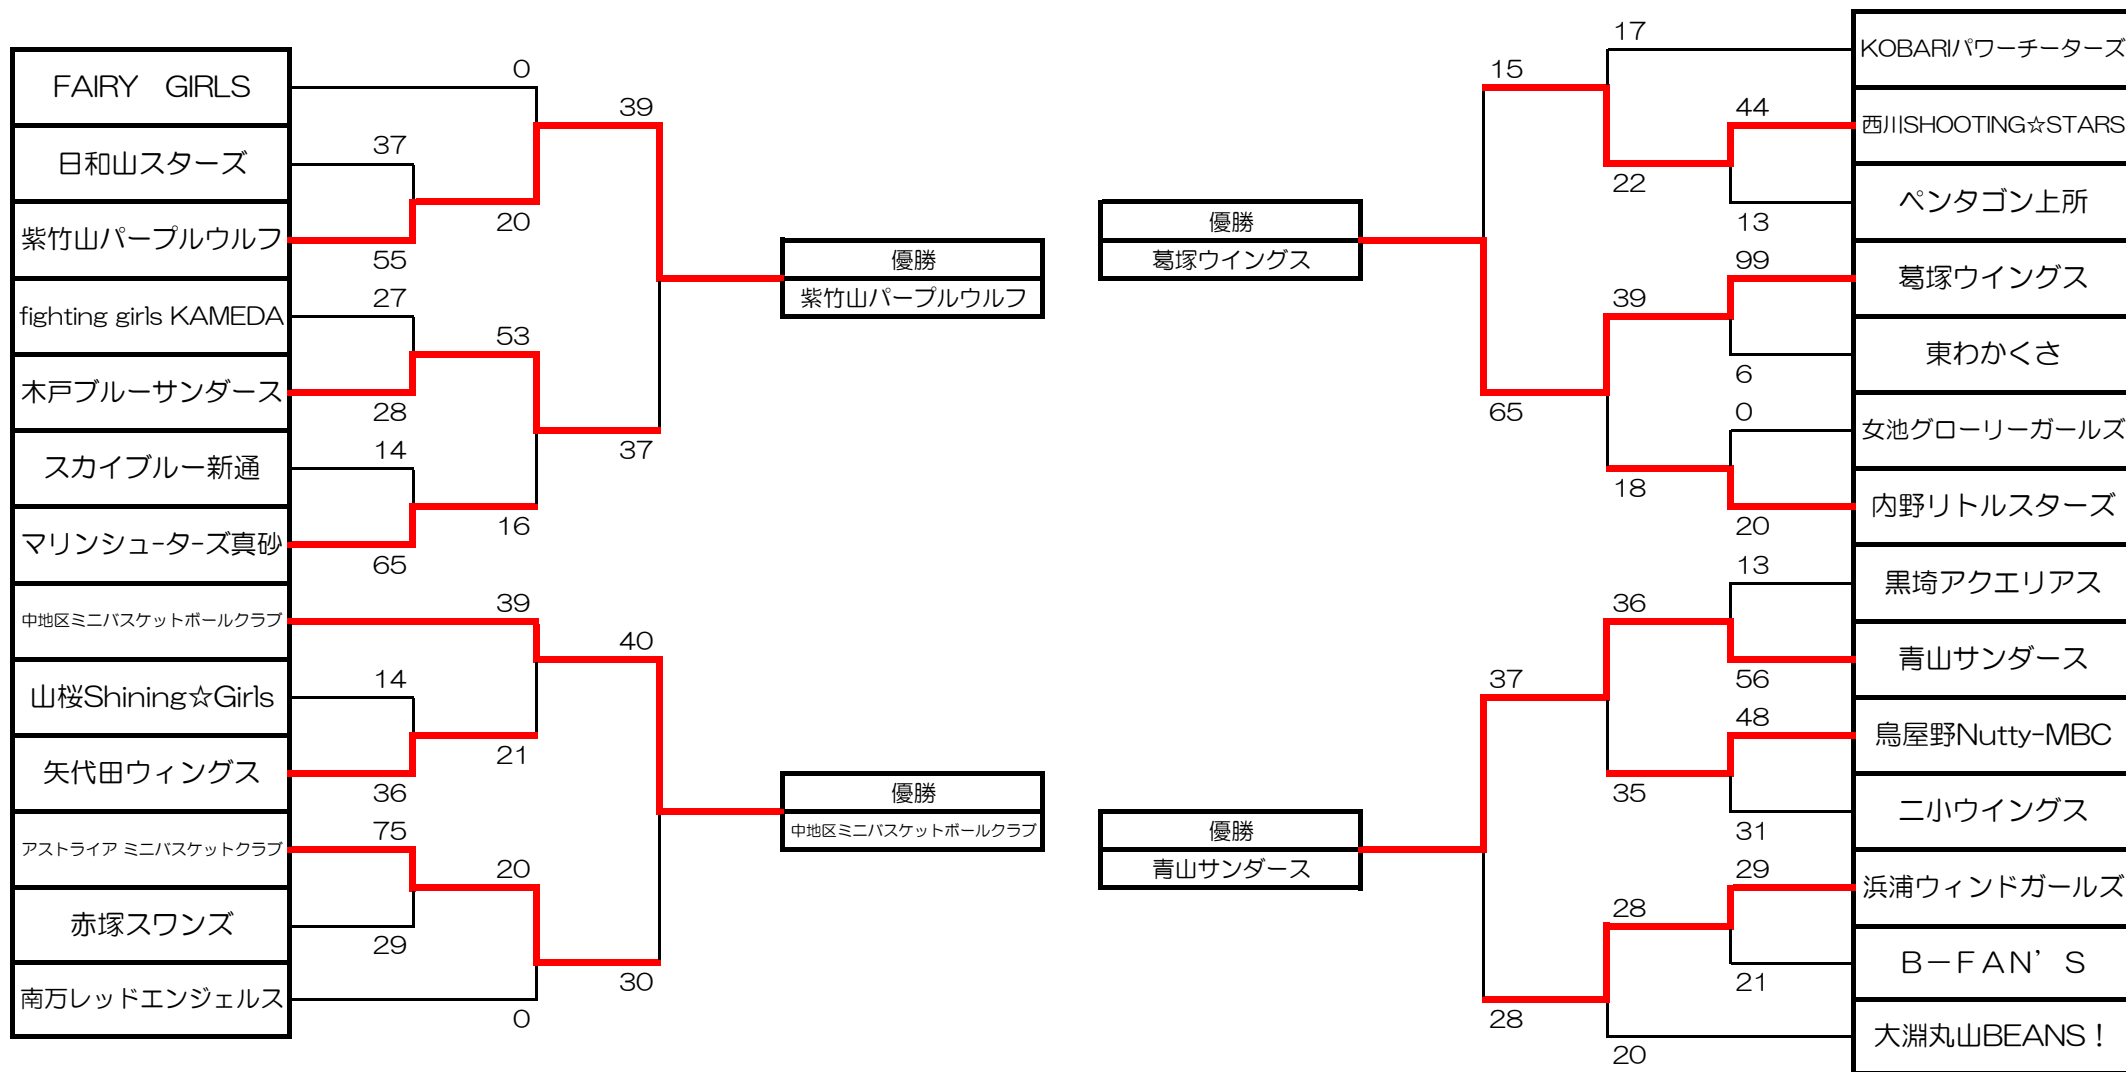 FAIRY　GIRLS
日和山スターズ
紫竹山パープルウルフ
fighting girls KAMEDA
木戸ブルーサンダース
スカイブルー新通
マリンシューターズ真砂
中地区ミニバスケットボールクラブ
山桜Shining☆Girls
矢代田ウィングス
アストライア ミニバスケットクラブ
赤塚スワンズ
南万レッドエンジェルス
37
55
27
28
14
65
14
36
75
29
0
20
53
16
39
21
20
0
39
37
40
30
優勝
紫竹山パープルウルフ
優勝
中地区ミニバスケットボールクラブ
優勝
葛塚ウイングス
優勝
青山サンダース
15
65
37
28
17
22
39
18
36
35
28
20
44
13
99
6
0
20
13
56
48
31
29
21
KOBARIパワーチーターズ
西川SHOOTING☆STARS
ペンタゴン上所
葛塚ウイングス
東わかくさ
女池グローリーガールズ
内野リトルスターズ
黒埼アクエリアス
青山サンダース
鳥屋野Nutty-MBC
二小ウイングス
浜浦ウィンドガールズ
B－FAN'S
大淵丸山BEANS！